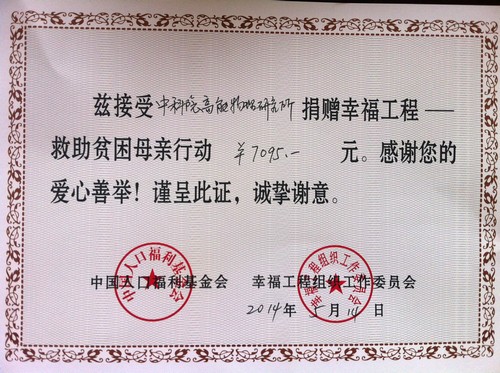 兹接受中科院高能物理研究所捐赠幸福工程——
救助贫困母亲行动 ￥7095.— 元。感谢您的
爱心善举！谨呈此证，诚挚谢意。
中国人口福利基金会 幸福工程组织工作委员会
中国人口福利基金会
幸福工程组织工作委员会
2014年5月14日